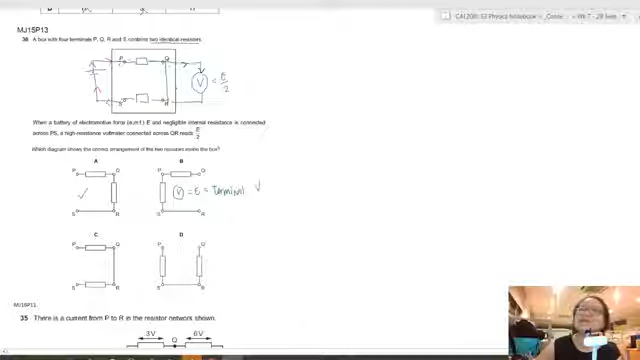 MJ15P13
38 A box with four terminals P, Q, R and S contains two identical resistors.
P
Q
S
R
V = E/2
When a battery of electromotive force (e.m.f.) E and negligible internal resistance is connected
across PS, a high-resistance voltmeter connected across QR reads E/2
Which diagram shows the correct arrangement of the two resistors inside the box?
A
B
P
Q
P
Q
✓
V = E = terminal V
S
R
S
R
C
D
P
Q
P
Q
S
R
S
R
35 There is a current from P to R in the resistor network shown.
3V
Q
6V